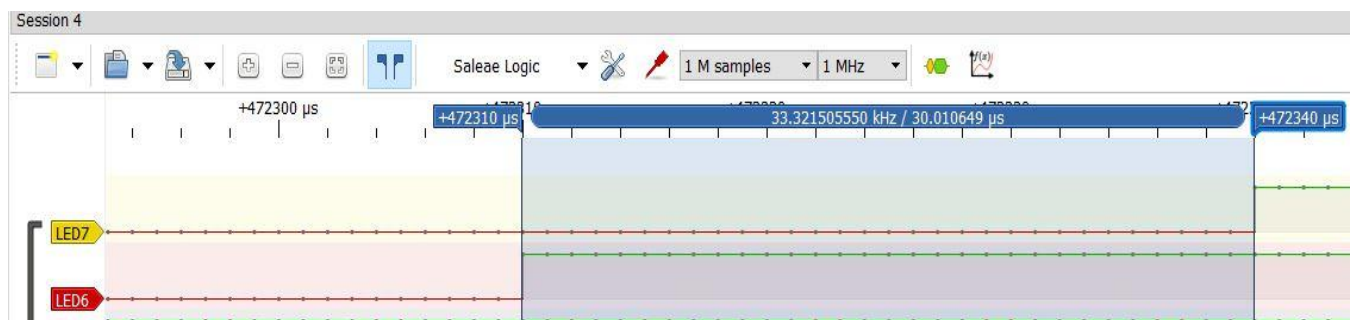 Session 4
Saleae Logic
1 M samples
1 MHz
f(x)
+472300 µs
+472310 µs
33.321505550 kHz / 30.010649 µs
+472340 µs
LED7
LED6